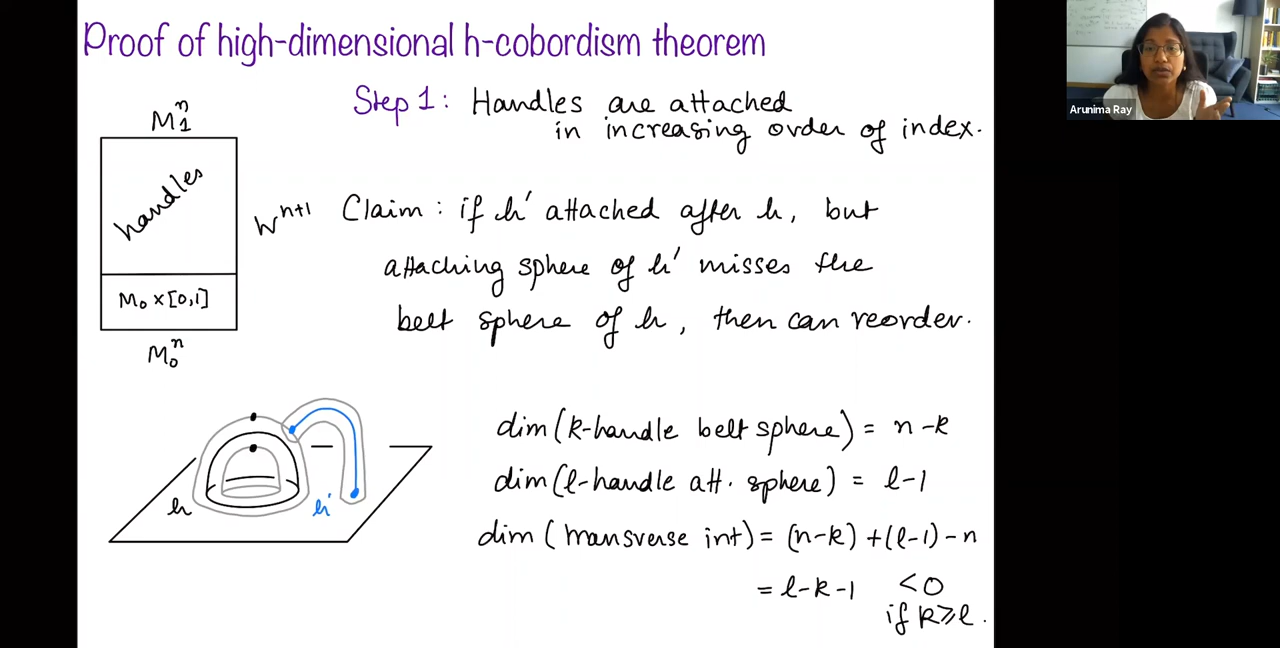 Proof of high-dimensional h-cobordism theorem
Step 1: Handles are attached
in increasing order of index.
M₁ⁿ
handles
Wⁿ⁺¹
M₀ × [0,1]
M₀ⁿ
Claim: if h' attached after h, but
attaching sphere of h' misses the
belt sphere of h, then can reorder.
h
h'
dim(k-handle belt sphere) = n-k
dim(l-handle att. sphere) = l-1
dim(transverse int) = (n-k)+(l-1)-n
= l-k-1 <0
if k≥l.
Arunima Ray